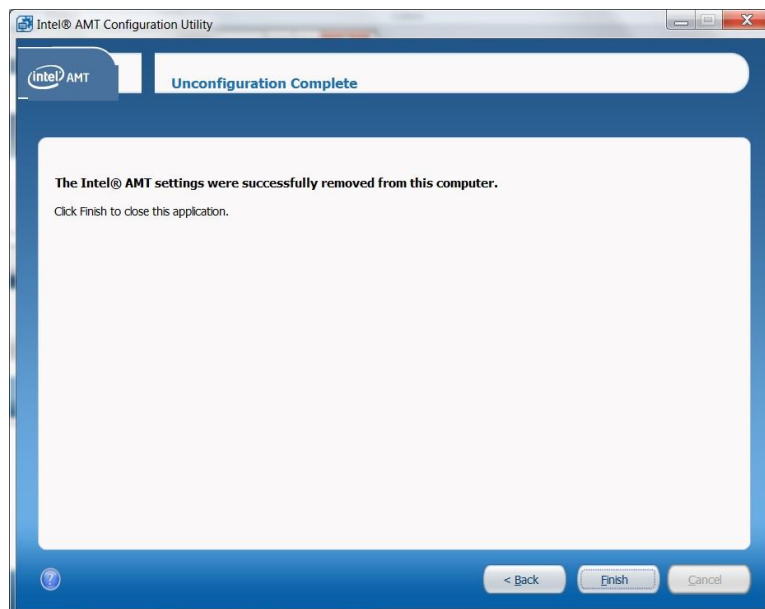 Intel® AMT Configuration Utility
intel AMT
Unconfiguration Complete
The Intel® AMT settings were successfully removed from this computer.
Click Finish to close this application.
?
< Back
Finish
Cancel